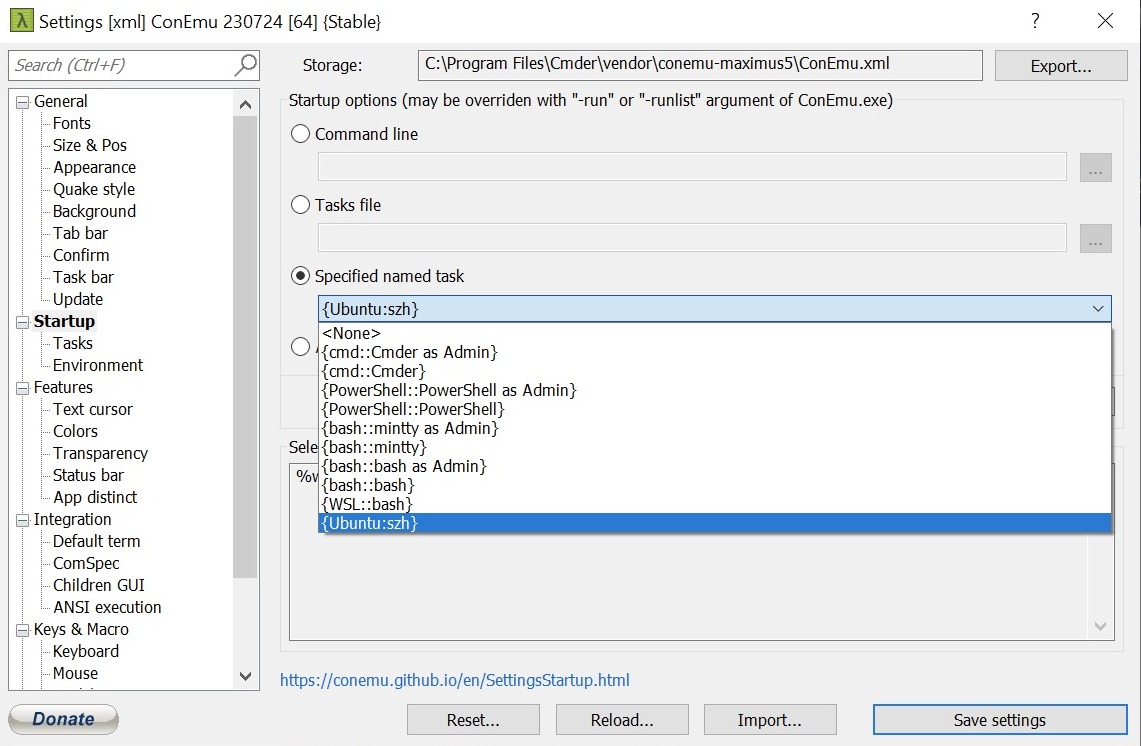 Settings [xml] ConEmu 230724 [64] {Stable}
?
Search (Ctrl+F)
General
Fonts
Size & Pos
Appearance
Quake style
Background
Tab bar
Confirm
Task bar
Update
Startup
Tasks
Environment
Features
Text cursor
Colors
Transparency
Status bar
App distinct
Integration
Default term
ComSpec
Children GUI
ANSI execution
Keys & Macro
Keyboard
Mouse
Donate
Storage:
C:\Program Files\Cmder\vendor\conemu-maximus5\ConEmu.xml
Export...
Startup options (may be overriden with "-run" or "-runlist" argument of ConEmu.exe)
Command line
...
Tasks file
...
Specified named task
{Ubuntu:szh}
<None>
{cmd::Cmder as Admin}
{cmd::Cmder}
{PowerShell::PowerShell as Admin}
{PowerShell::PowerShell}
{bash::mintty as Admin}
{bash::mintty}
{bash::bash as Admin}
{bash::bash}
{WSL::bash}
{Ubuntu:szh}
https://conemu.github.io/en/SettingsStartup.html
Reset...
Reload...
Import...
Save settings